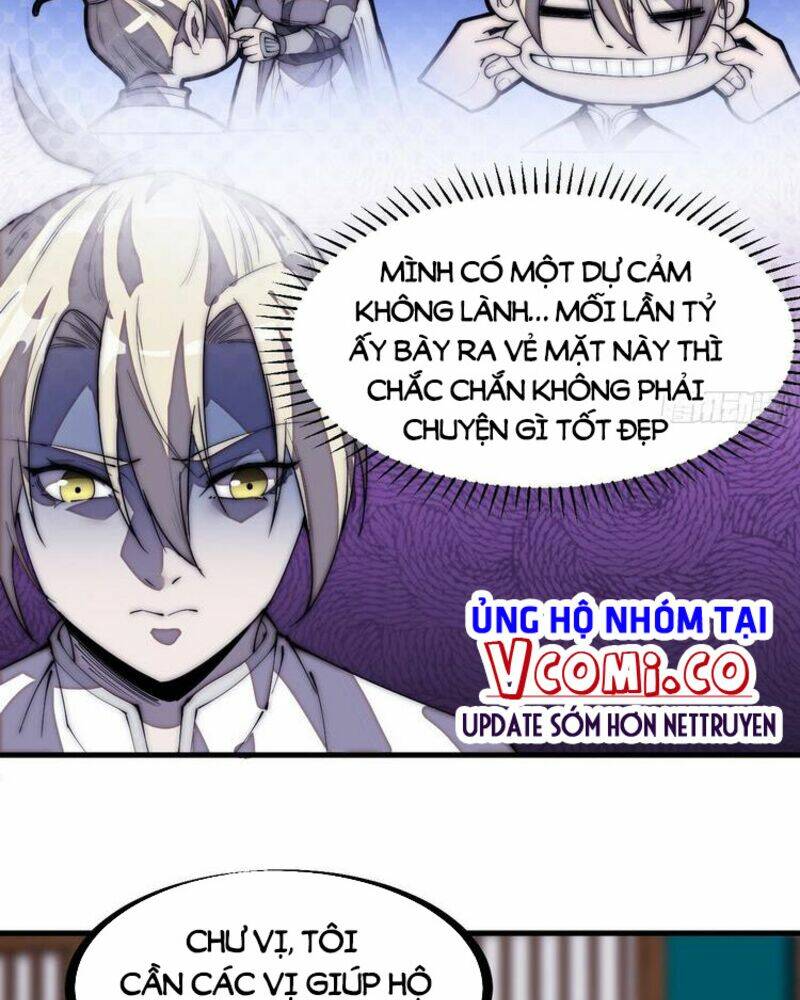 MÌNH CÓ MỘT DỰ CẢM
KHÔNG LÀNH... MỖI LẦN TỶ
ẤY BÀY RA VẺ MẶT NÀY THÌ
CHẮC CHẮN KHÔNG PHẢI
CHUYỆN GÌ TỐT ĐẸP
ỦNG HỘ NHÓM TẠI
VCOMI.CO
UPDATE SỚM HƠN NETTRUYEN
CHƯ VỊ, TÔI
CẦN CÁC VỊ GIÚP HỘ